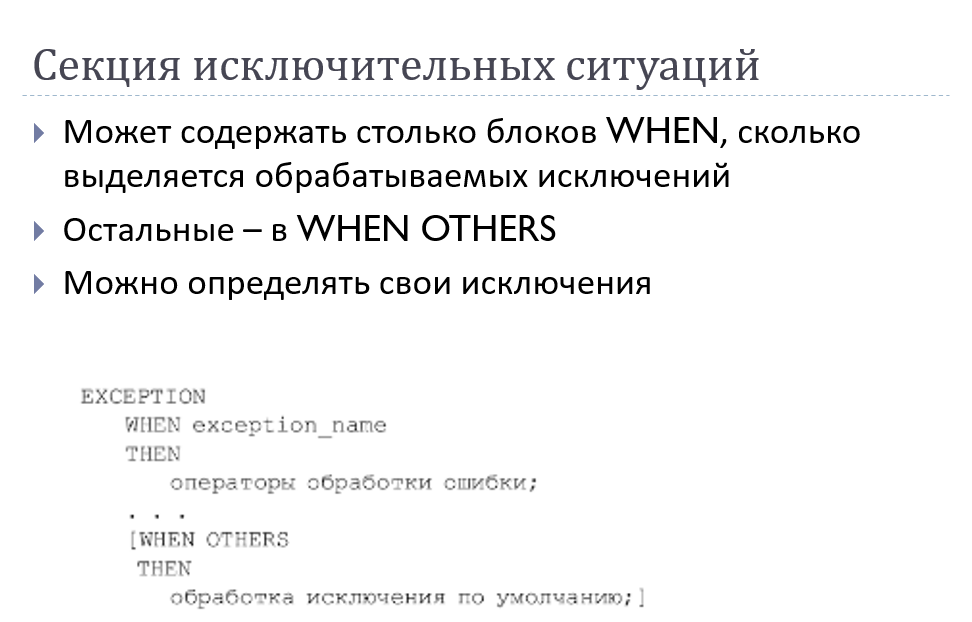 Секция исключительных ситуаций
Может содержать столько блоков WHEN, сколько
выделяется обрабатываемых исключений
Остальные – в WHEN OTHERS
Можно определять свои исключения
EXCEPTION
WHEN exception_name
THEN
операторы обработки ошибки;
. . .
[WHEN OTHERS
THEN
обработка исключения по умолчанию;]